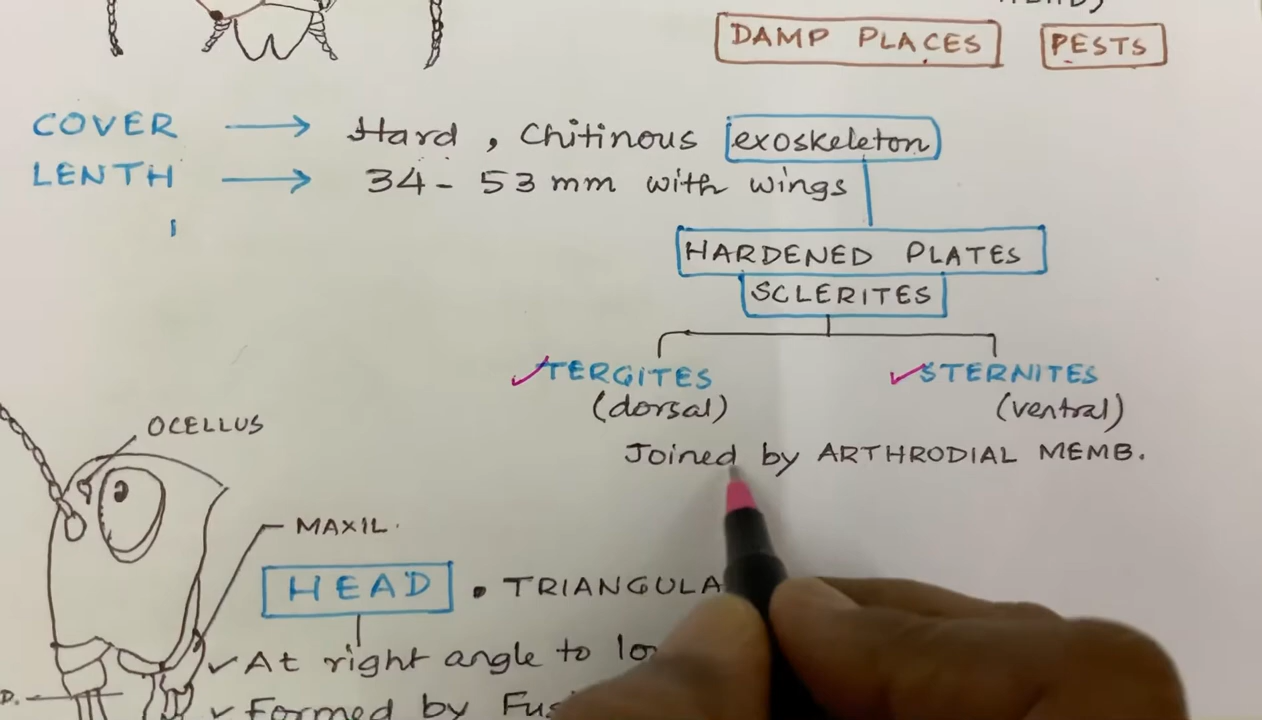 DAMP PLACES PESTS
COVER → Hard, Chitinous exoskeleton
LENTH → 34 - 53 mm with wings
HARDENED PLATES
SCLERITES
TERGITES STERNITES
(dorsal) (ventral)
Joined by ARTHRODIAL MEMB.
OCELLUS
MAXIL.
HEAD • TRIANGULA
✓ At right angle to lo
D.
✓ Formed by Fus